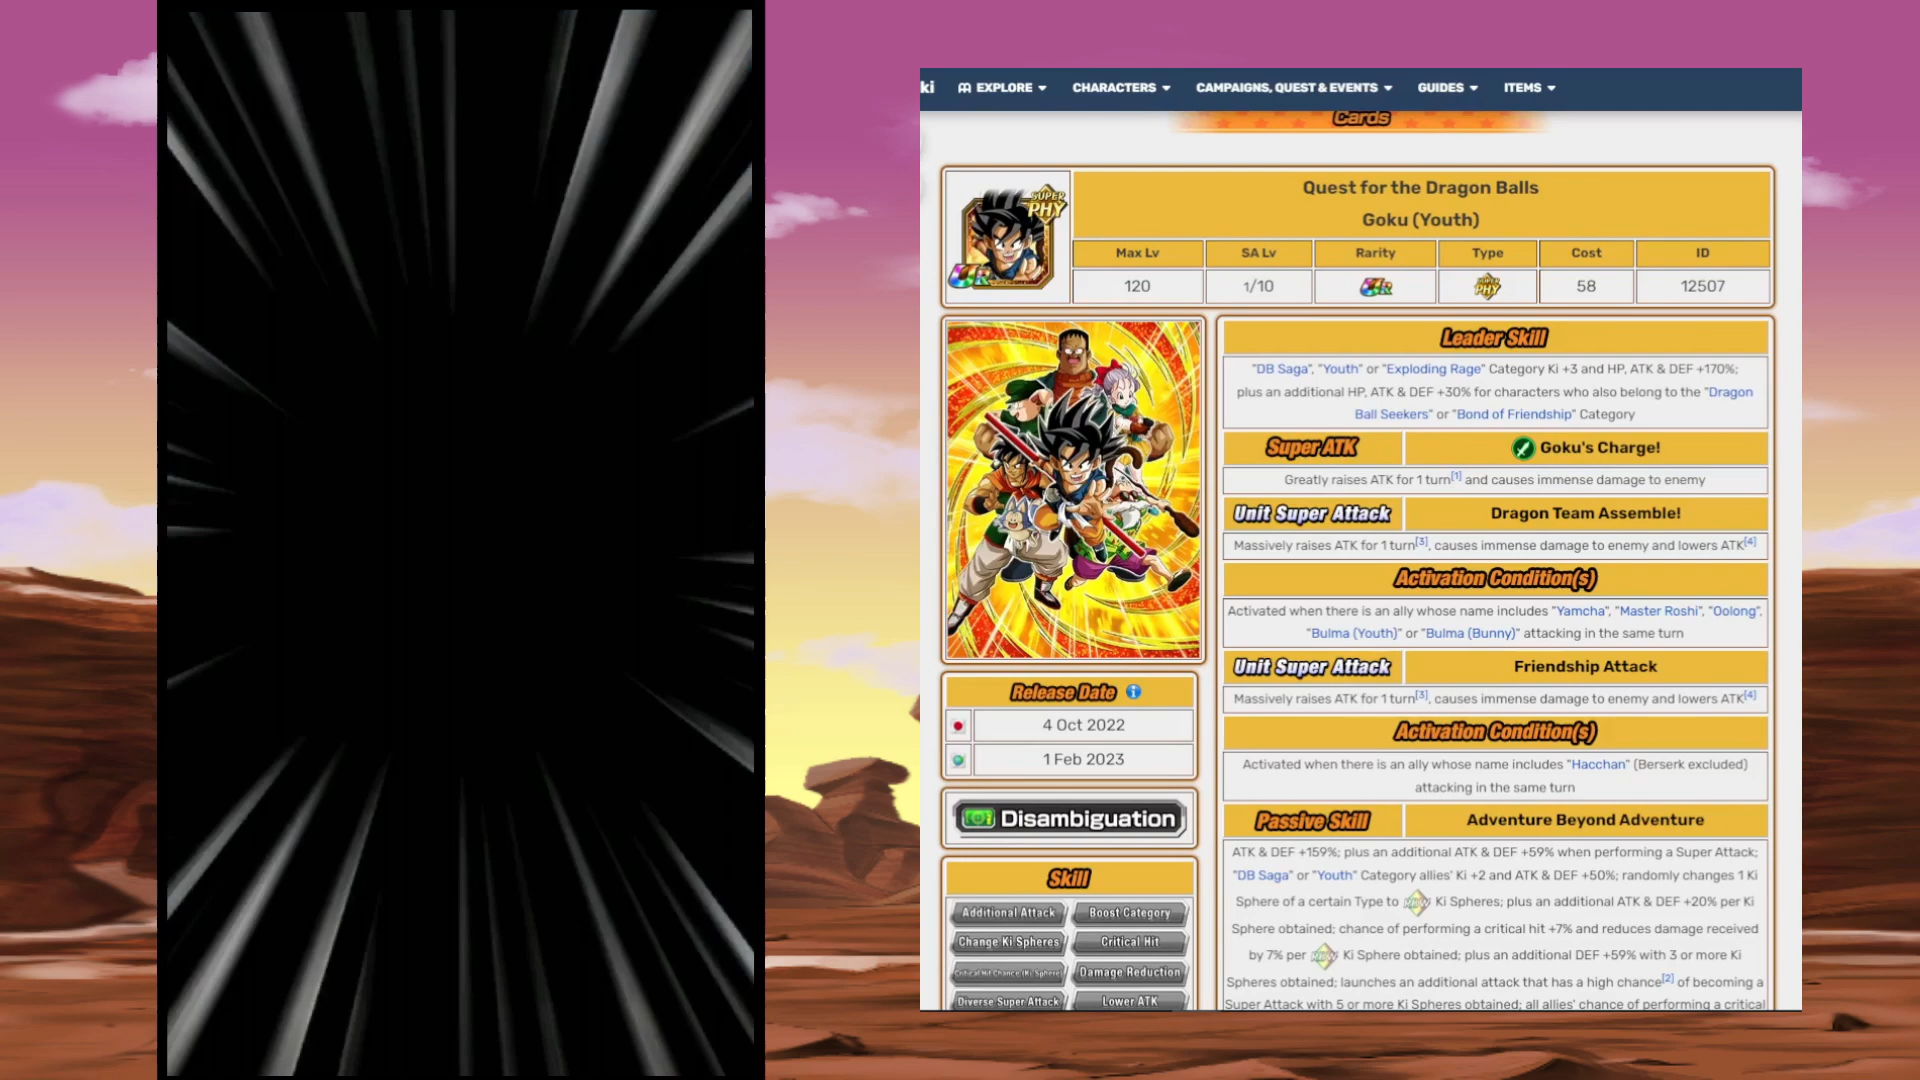 ki EXPLORE CHARACTERS CAMPAIGNS, QUEST & EVENTS GUIDES ITEMS
Cards
Quest for the Dragon Balls
Goku (Youth)
SUPER PHY
UR
Max Lv SA Lv Rarity Type Cost ID
120 1/10 UR SUPER PHY 58 12507
Leader Skill
"DB Saga", "Youth" or "Exploding Rage" Category Ki +3 and HP, ATK & DEF +170%;
plus an additional HP, ATK & DEF +30% for characters who also belong to the "Dragon
Ball Seekers" or "Bond of Friendship" Category
Super ATK Goku's Charge!
Greatly raises ATK for 1 turn[1] and causes immense damage to enemy
Unit Super Attack Dragon Team Assemble!
Massively raises ATK for 1 turn[3], causes immense damage to enemy and lowers ATK[4]
Activation Condition(s)
Activated when there is an ally whose name includes "Yamcha", "Master Roshi", "Oolong",
"Bulma (Youth)" or "Bulma (Bunny)" attacking in the same turn
Unit Super Attack Friendship Attack
Massively raises ATK for 1 turn[3], causes immense damage to enemy and lowers ATK[4]
Activation Condition(s)
Activated when there is an ally whose name includes "Hacchan" (Berserk excluded)
attacking in the same turn
Passive Skill Adventure Beyond Adventure
ATK & DEF +159%; plus an additional ATK & DEF +59% when performing a Super Attack;
"DB Saga" or "Youth" Category allies' Ki +2 and ATK & DEF +50%; randomly changes 1 Ki
Sphere of a certain Type to Ki Spheres; plus an additional ATK & DEF +20% per Ki
Sphere obtained; chance of performing a critical hit +7% and reduces damage received
by 7% per Ki Sphere obtained; plus an additional DEF +59% with 3 or more Ki
Spheres obtained; launches an additional attack that has a high chance[2] of becoming a
Super Attack with 5 or more Ki Spheres obtained; all allies' chance of performing a critical
Release Date
4 Oct 2022
1 Feb 2023
Disambiguation
Skill
Additional Attack Boost Category
Change Ki Spheres Critical Hit
Critical Hit Chance (Ki Sphere) Damage Reduction
Diverse Super Attack Lower ATK